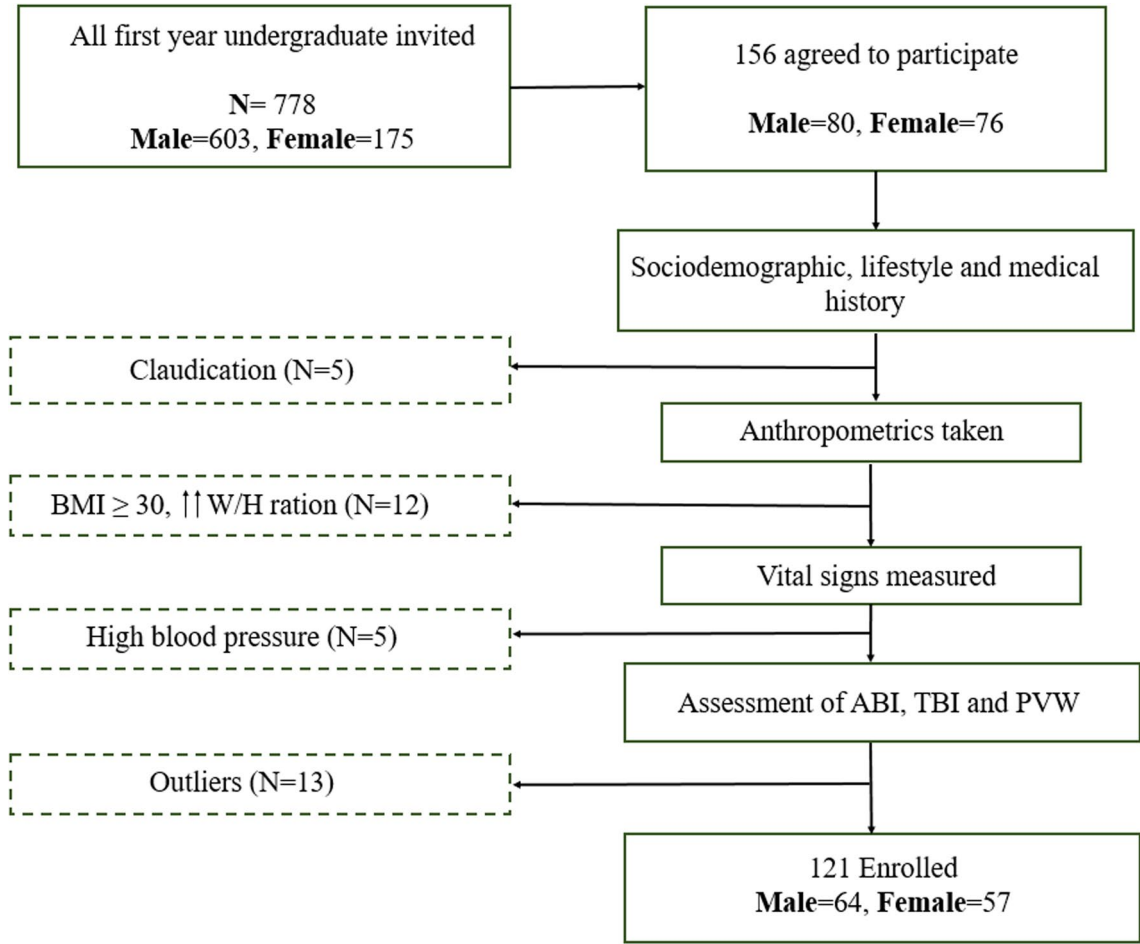 All first year undergraduate invited
N= 778
Male=603, Female=175
156 agreed to participate
Male=80, Female=76
Sociodemographic, lifestyle and medical
history
Claudication (N=5)
Anthropometrics taken
BMI ≥ 30, ↑↑ W/H ration (N=12)
Vital signs measured
High blood pressure (N=5)
Assessment of ABI, TBI and PVW
Outliers (N=13)
121 Enrolled
Male=64, Female=57